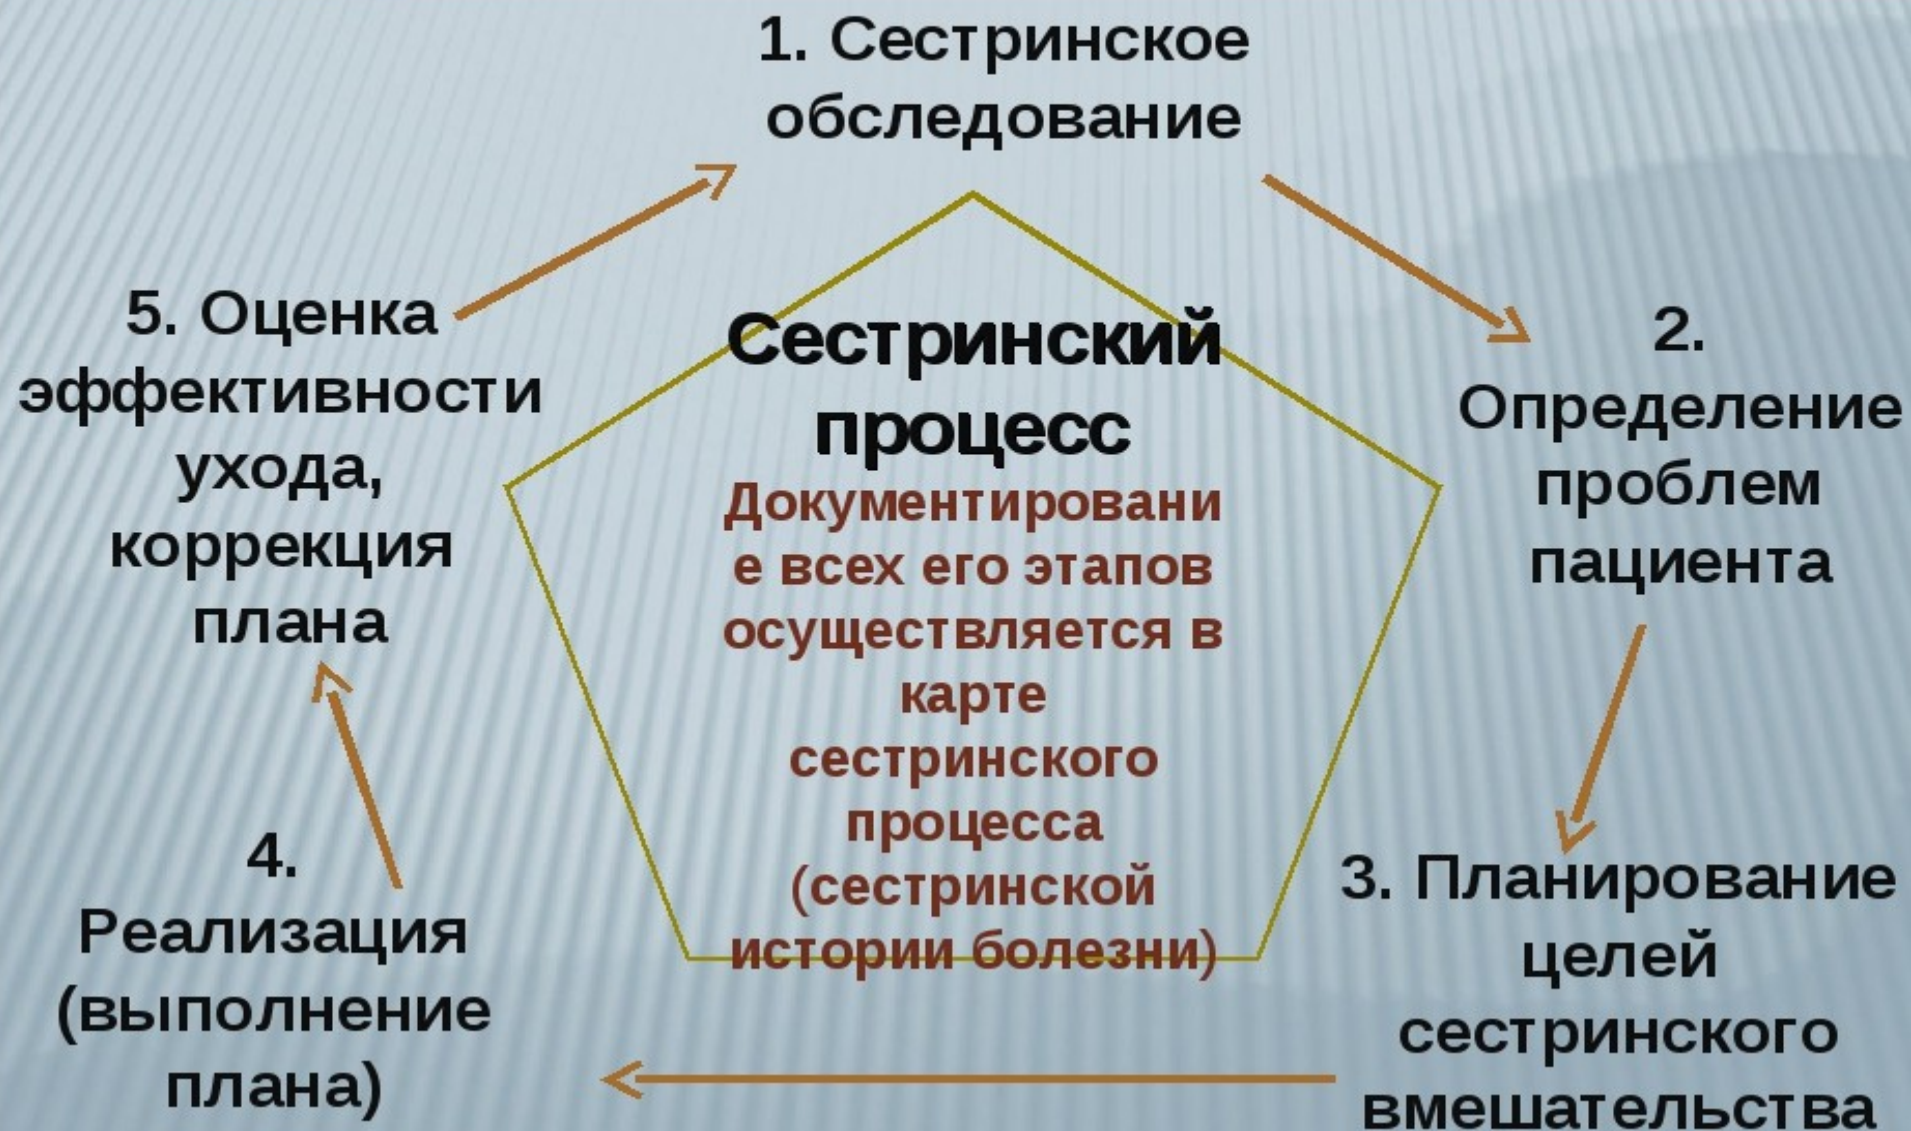 1. Сестринское
обследование
5. Оценка
эффективности
ухода,
коррекция
плана
Сестринский
процесс
Документировани
е всех его этапов
осуществляется в
карте
сестринского
процесса
(сестринской
истории болезни)
2.
Определение
проблем
пациента
4.
Реализация
(выполнение
плана)
3. Планирование
целей
сестринского
вмешательства